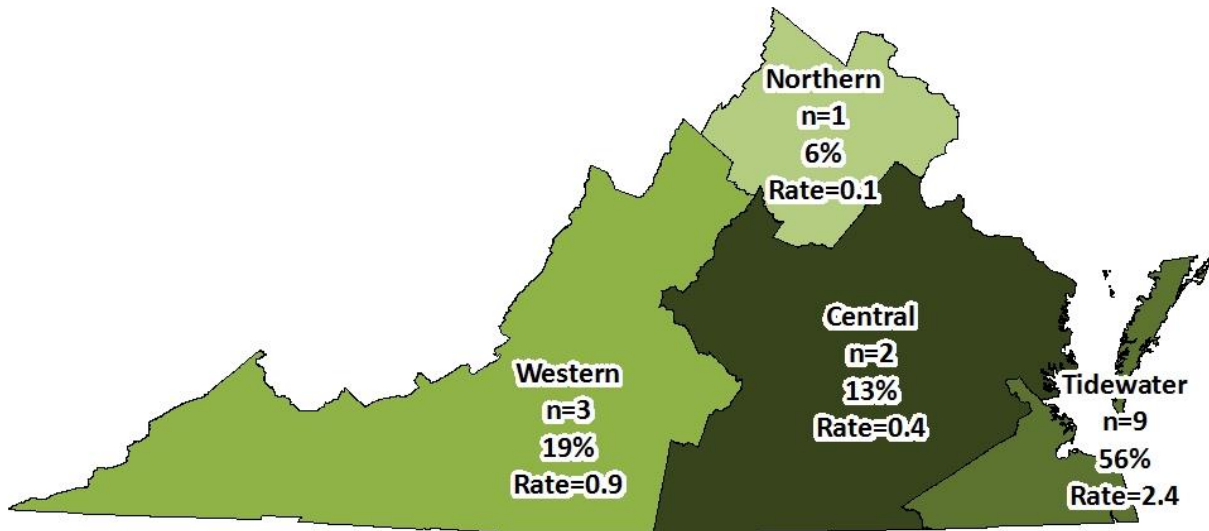 Northern
n=1
6%
Rate=0.1
Central
n=2
13%
Rate=0.4
Western
n=3
19%
Rate=0.9
Tidewater
n=9
56%
Rate=2.4